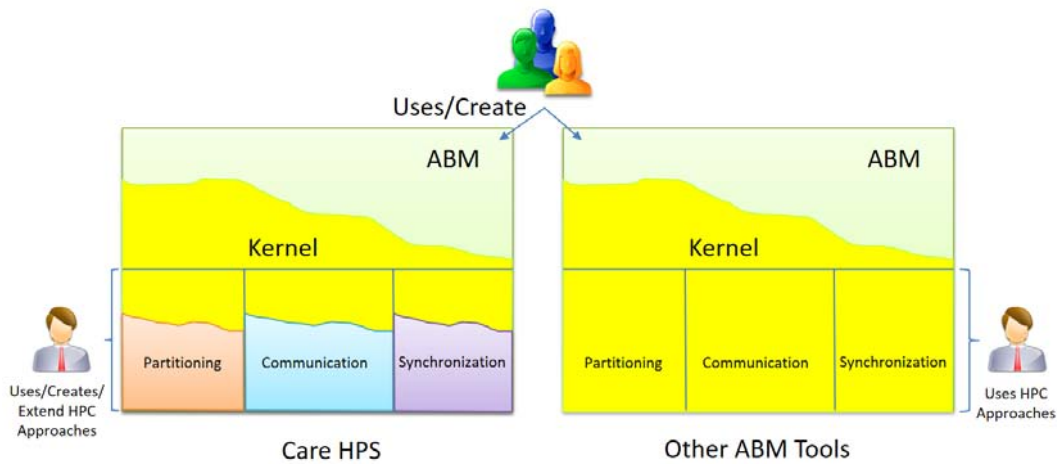 Uses/Create
ABM
ABM
Kernel
Kernel
Partitioning
Communication
Synchronization
Partitioning
Communication
Synchronization
Uses/Creates/
Extend HPC
Approaches
Uses HPC
Approaches
Care HPS
Other ABM Tools